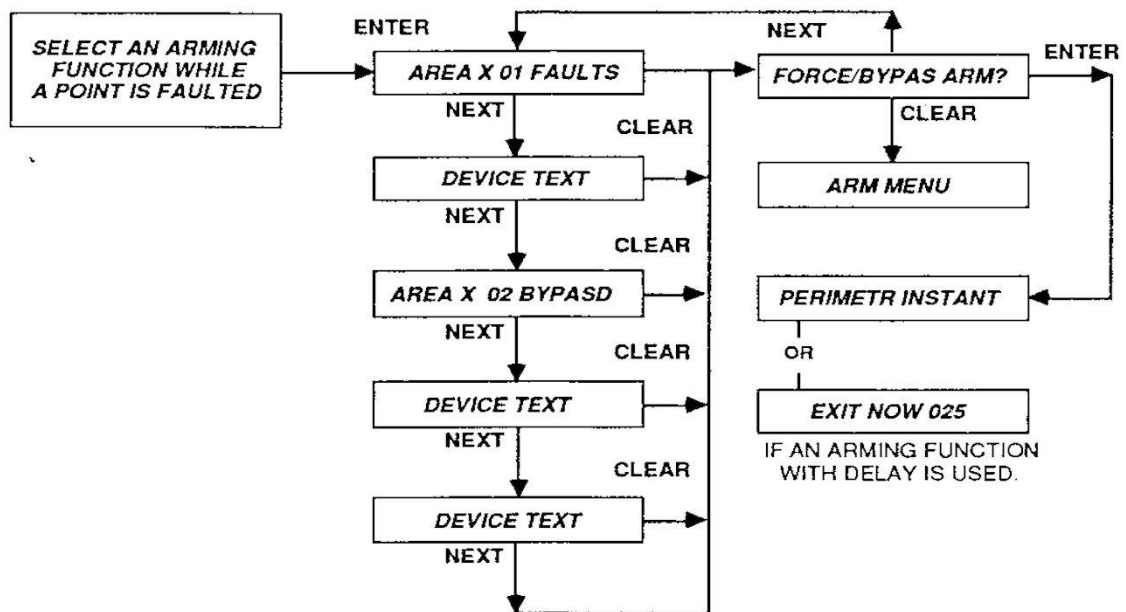 SELECT AN ARMING
FUNCTION WHILE
A POINT IS FAULTED
ENTER
AREA X 01 FAULTS
NEXT
CLEAR
DEVICE TEXT
NEXT
CLEAR
AREA X 02 BYPASD
NEXT
CLEAR
DEVICE TEXT
NEXT
CLEAR
DEVICE TEXT
NEXT
NEXT
ENTER
FORCE/BYPAS ARM?
CLEAR
ARM MENU
PERIMETR INSTANT
OR
EXIT NOW 025
IF AN ARMING FUNCTION
WITH DELAY IS USED.